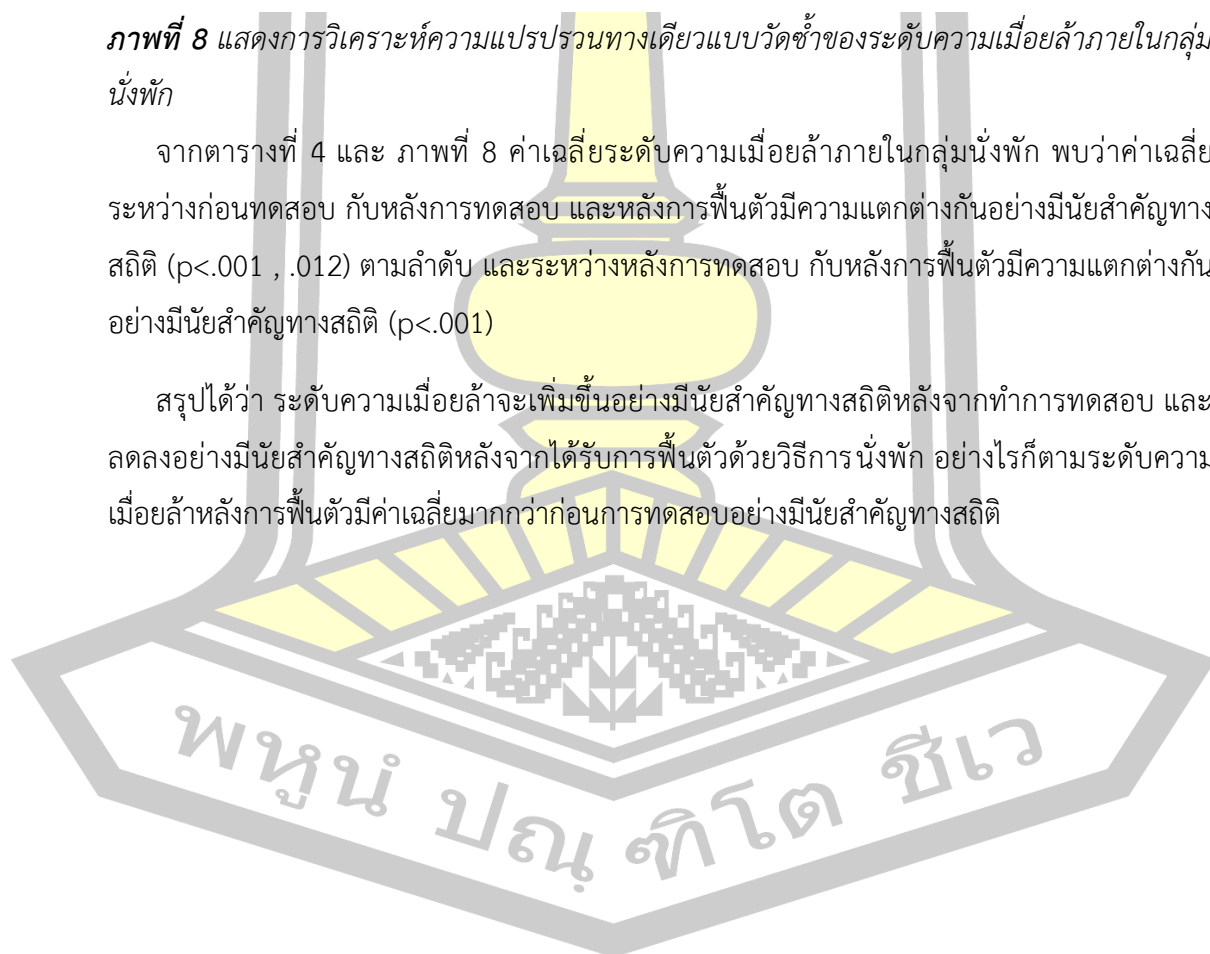 ภาพที่ 8 แสดงการวิเคราะห์ความแปรปรวนทางเดียวแบบวัดซ้ำของระดับความเมื่อยล้าภายในกลุ่ม
นั่งพัก
จากตารางที่ 4 และ ภาพที่ 8 ค่าเฉลี่ยระดับความเมื่อยล้าภายในกลุ่มนั่งพัก พบว่าค่าเฉลี่ย
ระหว่างก่อนทดสอบ กับหลังการทดสอบ และหลังการฟื้นตัวมีความแตกต่างกันอย่างมีนัยสำคัญทาง
สถิติ (p<.001 , .012) ตามลำดับ และระหว่างหลังการทดสอบ กับหลังการฟื้นตัวมีความแตกต่างกัน
อย่างมีนัยสำคัญทางสถิติ (p<.001)
สรุปได้ว่า ระดับความเมื่อยล้าจะเพิ่มขึ้นอย่างมีนัยสำคัญทางสถิติหลังจากทำการทดสอบ และ
ลดลงอย่างมีนัยสำคัญทางสถิติหลังจากได้รับการฟื้นตัวด้วยวิธีการนั่งพัก อย่างไรก็ตามระดับความ
เมื่อยล้าหลังการฟื้นตัวมีค่าเฉลี่ยมากกว่าก่อนการทดสอบอย่างมีนัยสำคัญทางสถิติ
พหูนํ ปณฺฑิโต ชีเว